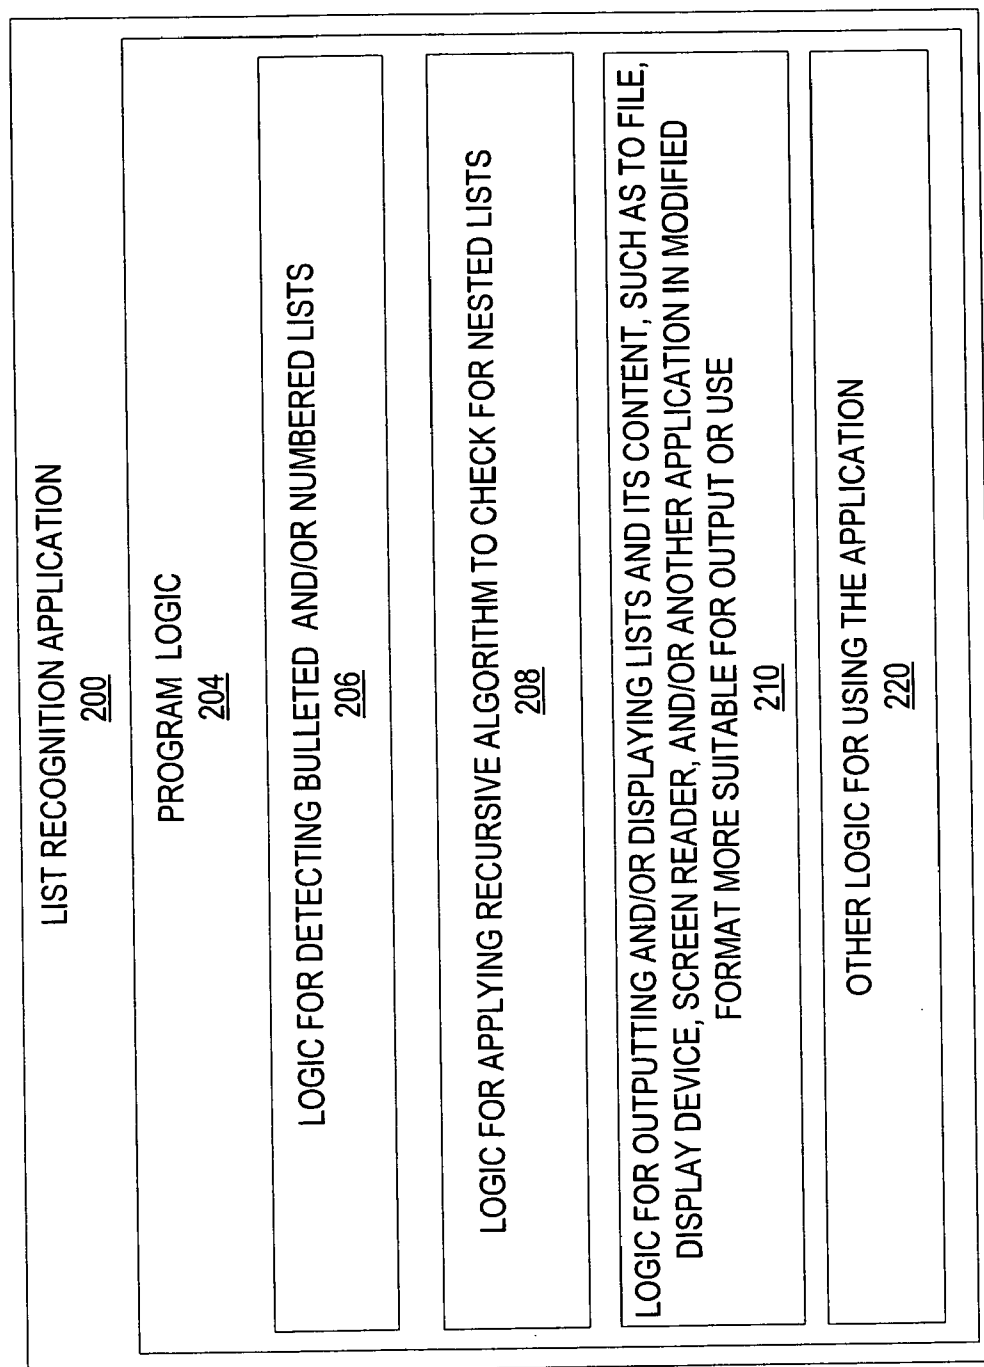 LIST RECOGNITION APPLICATION
200
PROGRAM LOGIC
204
LOGIC FOR DETECTING BULLETED AND/OR NUMBERED LISTS
206
LOGIC FOR APPLYING RECURSIVE ALGORITHM TO CHECK FOR NESTED LISTS
208
LOGIC FOR OUTPUTTING AND/OR DISPLAYING LISTS AND ITS CONTENT, SUCH AS TO FILE,
DISPLAY DEVICE, SCREEN READER, AND/OR ANOTHER APPLICATION IN MODIFIED
FORMAT MORE SUITABLE FOR OUTPUT OR USE
210
OTHER LOGIC FOR USING THE APPLICATION
220